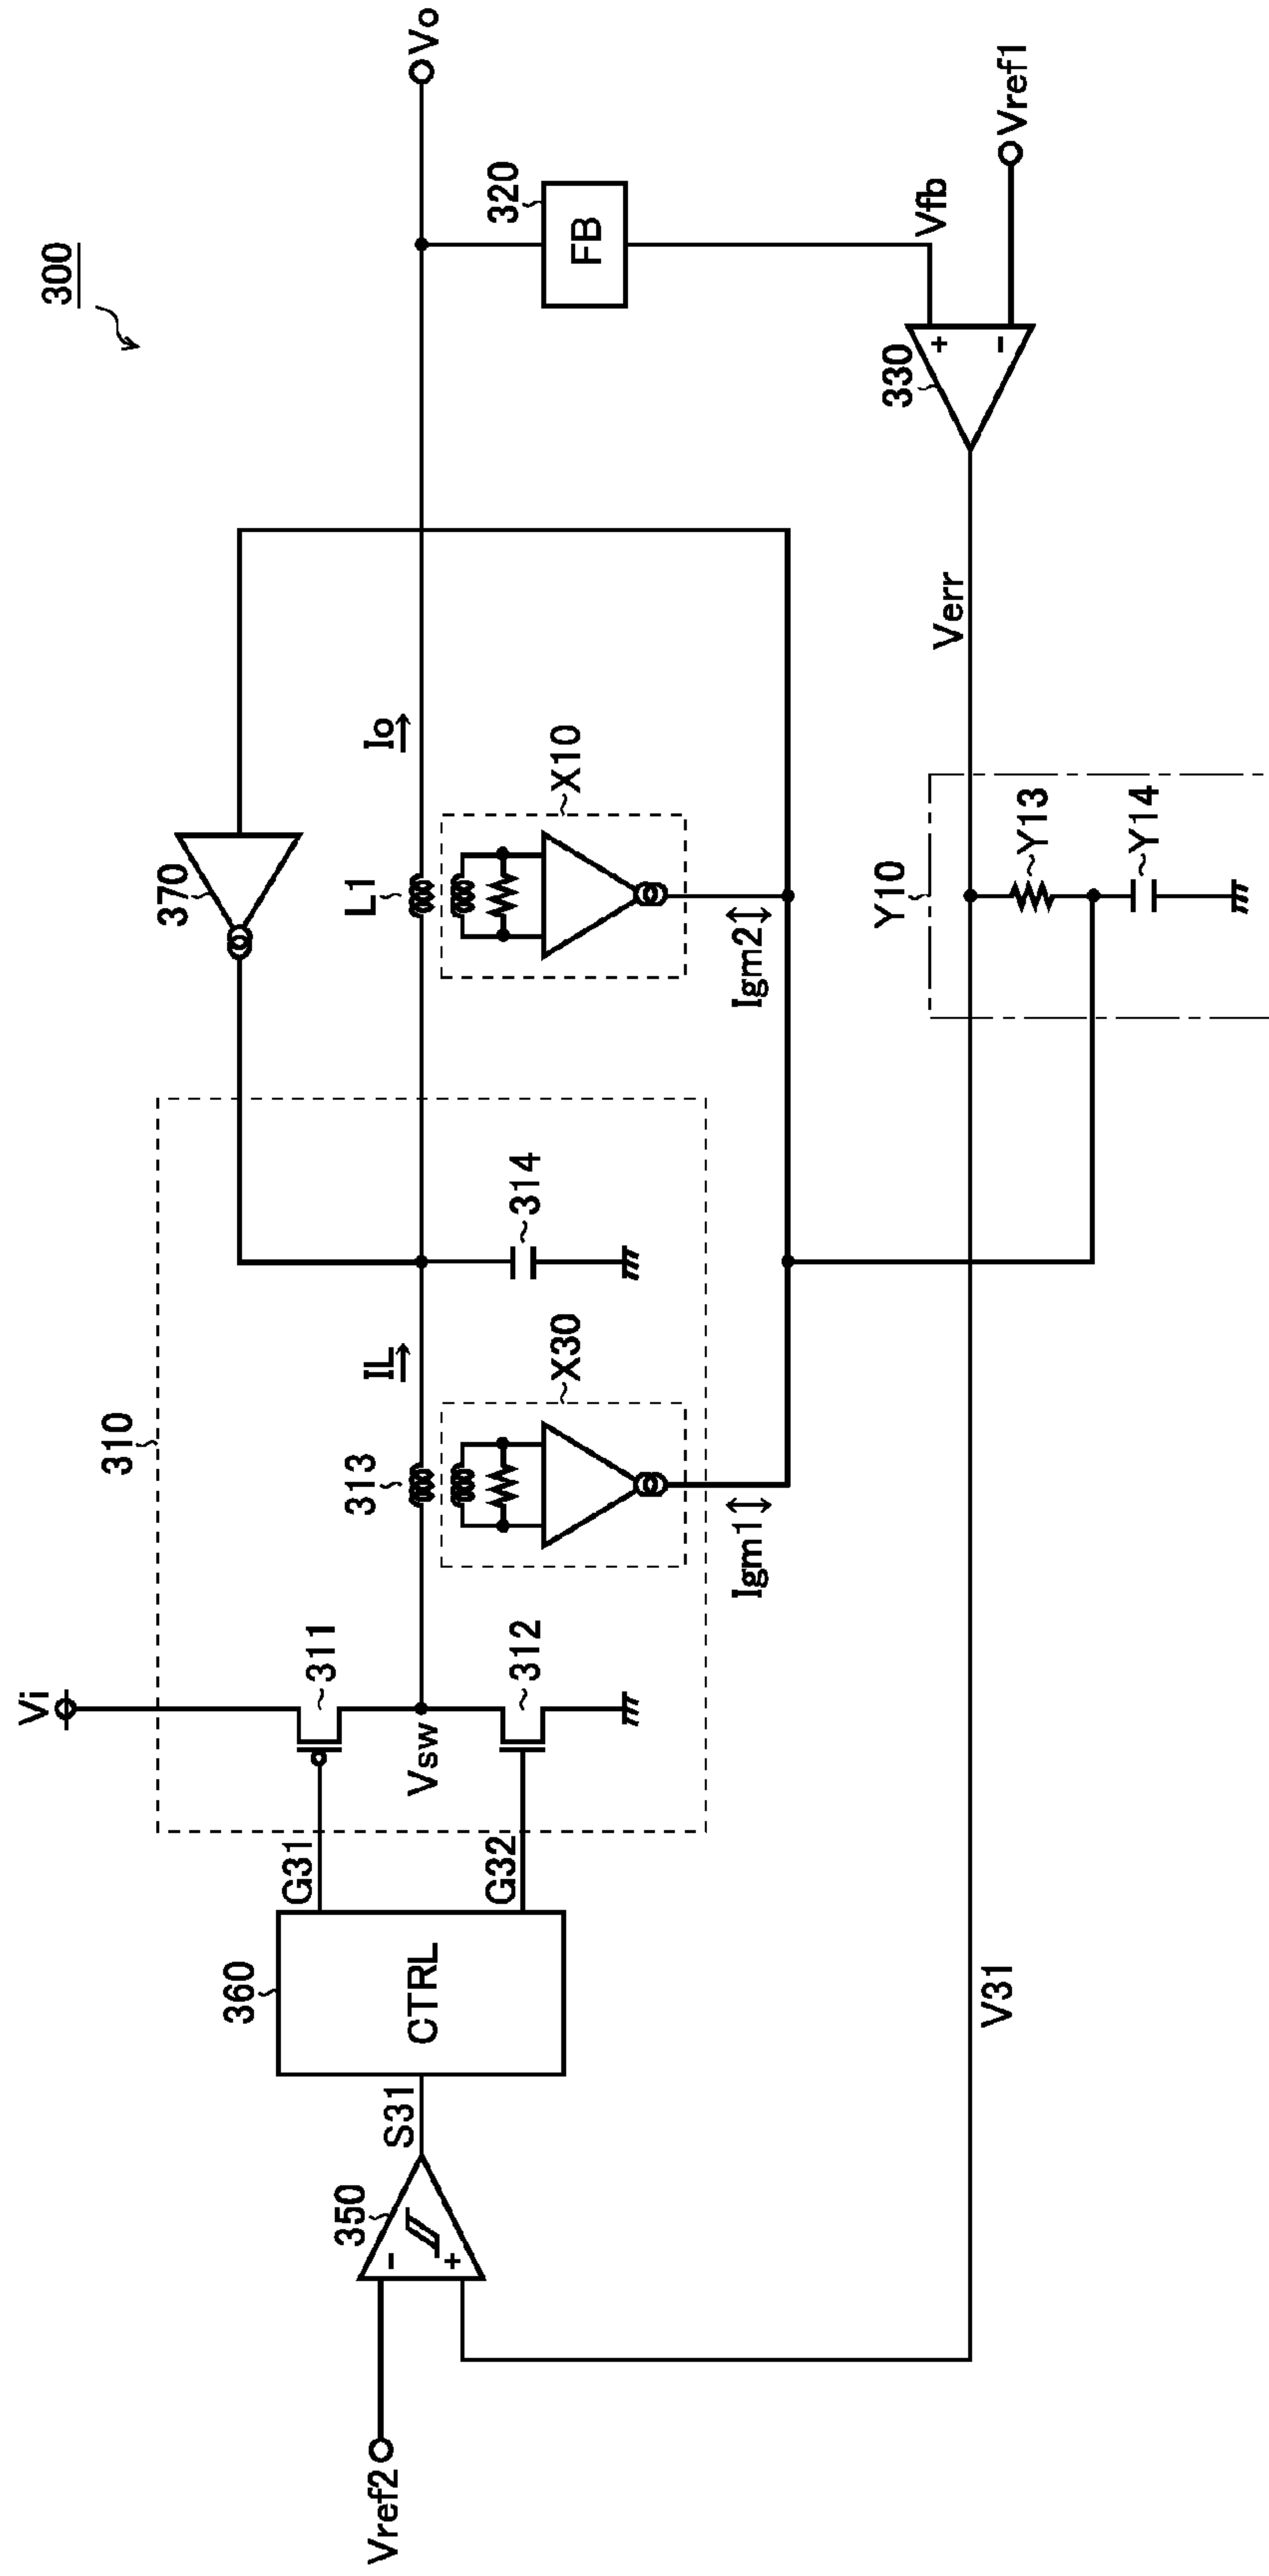 300
Vi
310
311
Vsw
312
G31
G32
360
CTRL
S31
350
-
+
Vref2
313
IL
X30
Igm1
314
370
L1
Io
X10
Igm2
Vo
320
FB
Vfb
Vref1
330
+
-
Verr
Y10
Y13
Y14
V31